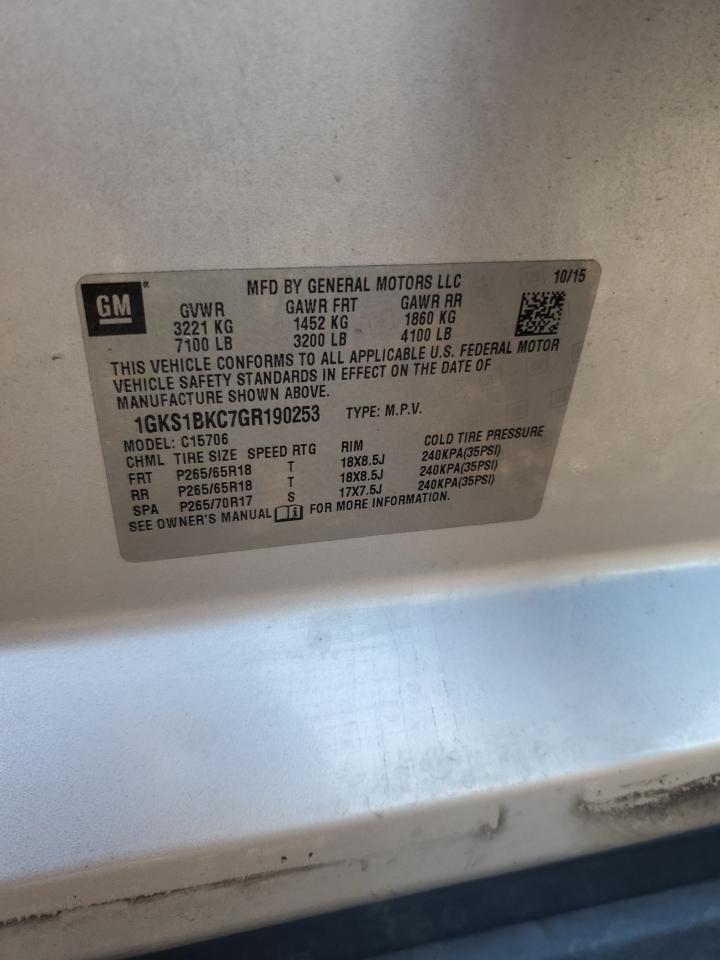 GM
MFD BY GENERAL MOTORS LLC 10/15
GVWR GAWR FRT GAWR RR
3221 KG 1452 KG 1860 KG
7100 LB 3200 LB 4100 LB
THIS VEHICLE CONFORMS TO ALL APPLICABLE U.S. FEDERAL MOTOR
VEHICLE SAFETY STANDARDS IN EFFECT ON THE DATE OF
MANUFACTURE SHOWN ABOVE.
1GKS1BKC7GR190253 TYPE: M.P.V.
MODEL: C15706
CHML TIRE SIZE SPEED RTG RIM COLD TIRE PRESSURE
FRT P265/65R18 T 18X8.5J 240KPA(35PSI)
RR P265/65R18 T 18X8.5J 240KPA(35PSI)
SPA P265/70R17 S 17X7.5J 240KPA(35PSI)
SEE OWNER'S MANUAL FOR MORE INFORMATION.